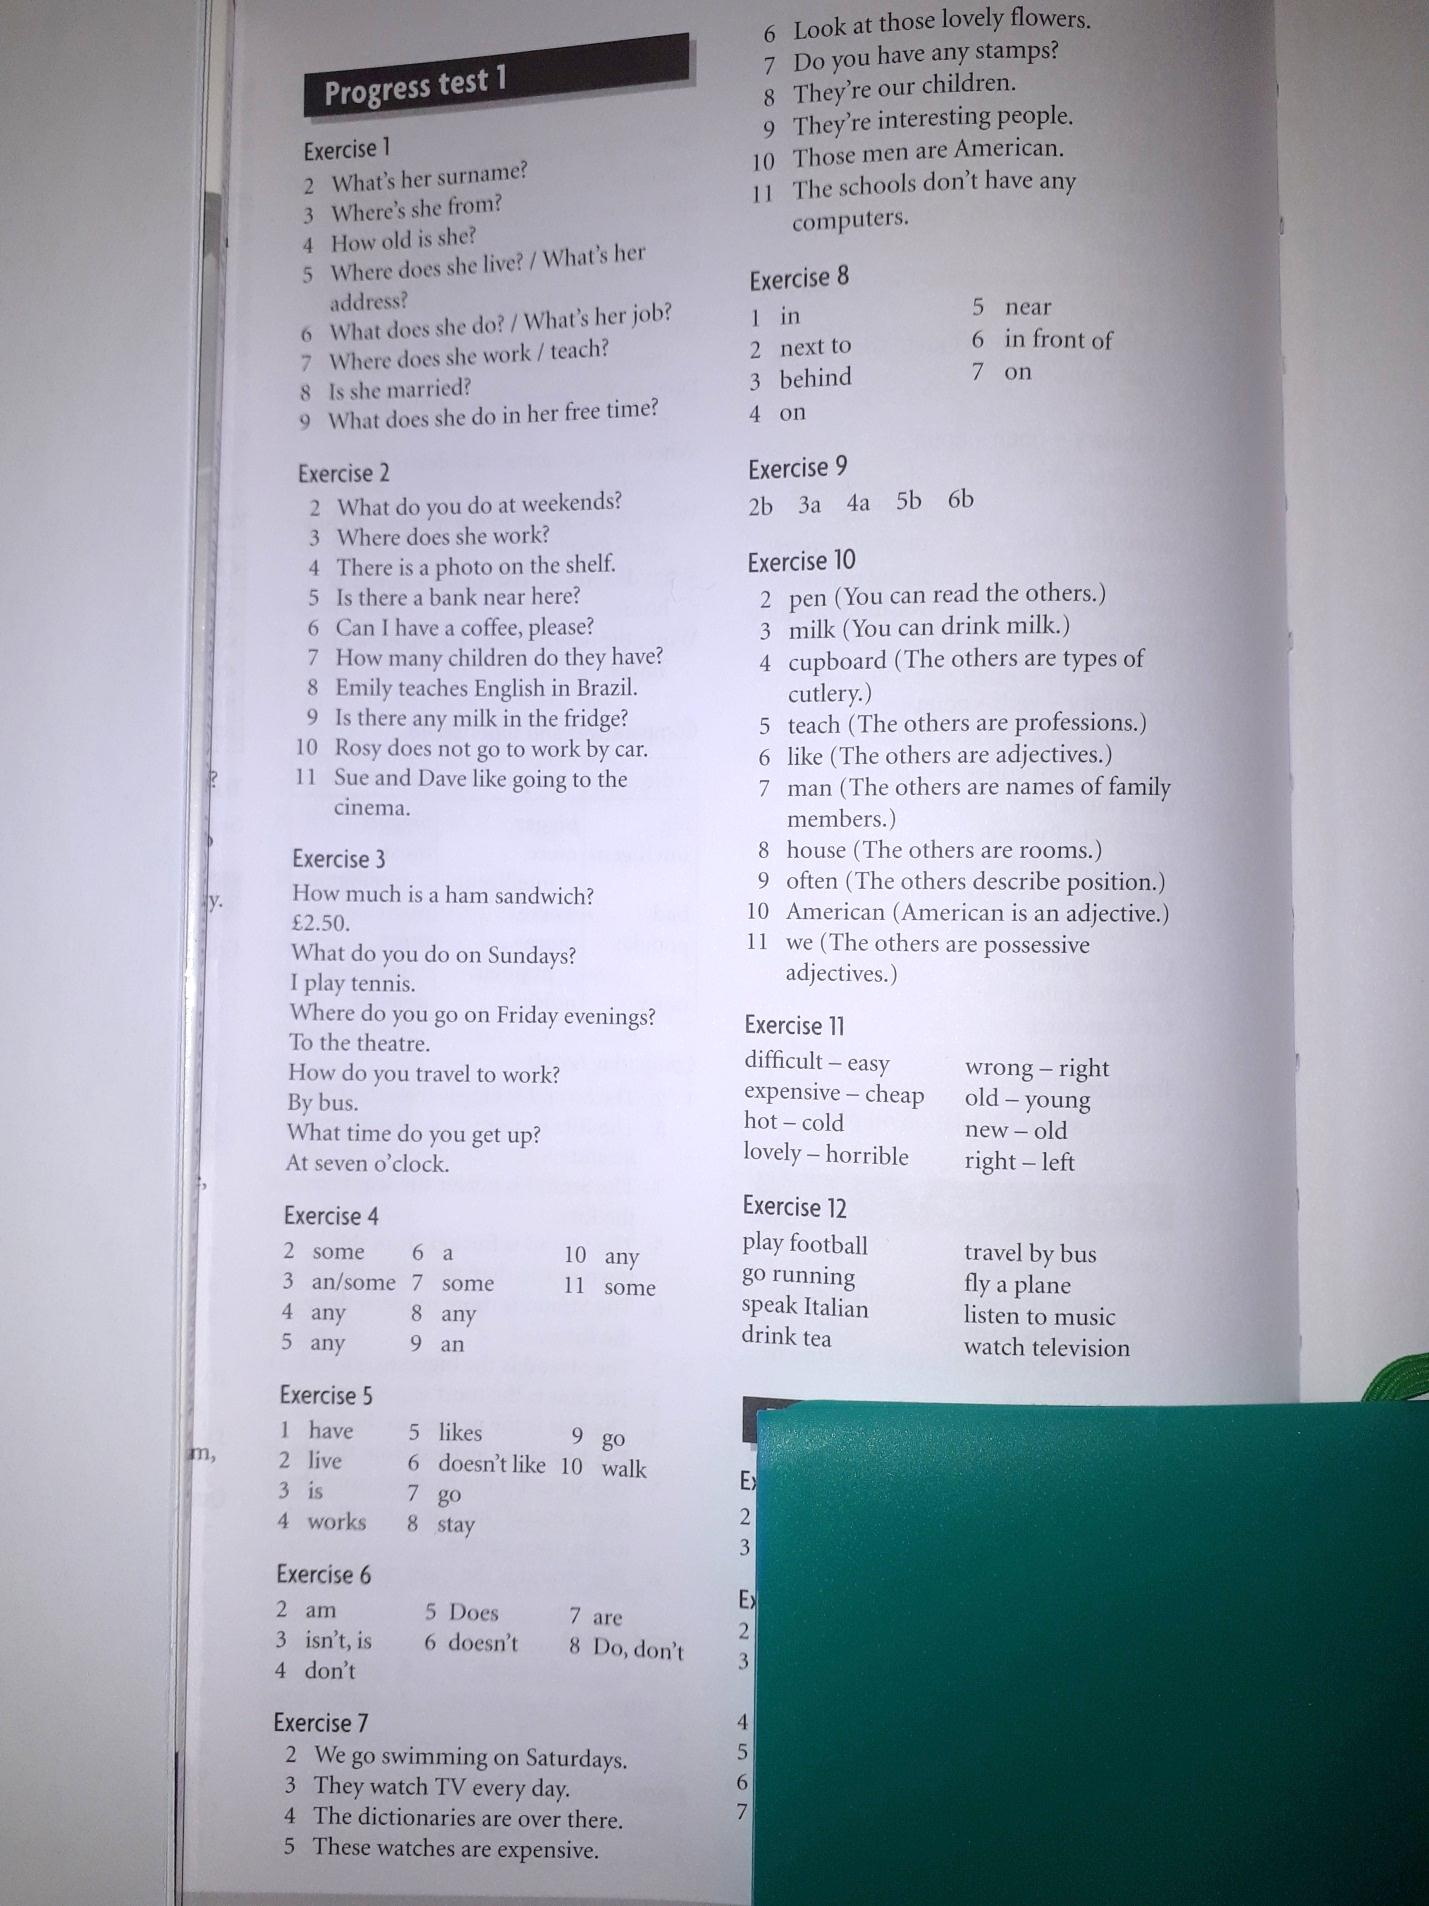 Progress test 1
Exercise 1
2 What's her surname?
3 Where's she from?
4 How old is she?
5 Where does she live? / What's her
address?
6 What does she do? / What's her job?
7 Where does she work / teach?
8 Is she married?
9 What does she do in her free time?
Exercise 2
2 What do you do at weekends?
3 Where does she work?
4 There is a photo on the shelf.
5 Is there a bank near here?
6 Can I have a coffee, please?
7 How many children do they have?
8 Emily teaches English in Brazil.
9 Is there any milk in the fridge?
10 Rosy does not go to work by car.
11 Sue and Dave like going to the
cinema.
Exercise 3
How much is a ham sandwich?
£2.50.
What do you do on Sundays?
I play tennis.
Where do you go on Friday evenings?
To the theatre.
How do you travel to work?
By bus.
What time do you get up?
At seven o'clock.
Exercise 4
2 some 6 a 10 any
3 an/some 7 some 11 some
4 any 8 any
5 any 9 an
Exercise 5
1 have 5 likes 9 go
2 live 6 doesn't like 10 walk
3 is 7 go
4 works 8 stay
Exercise 6
2 am 5 Does 7 are
3 isn't, is 6 doesn't 8 Do, don't
4 don't
Exercise 7
2 We go swimming on Saturdays.
3 They watch TV every day.
4 The dictionaries are over there.
5 These watches are expensive.
6 Look at those lovely flowers.
7 Do you have any stamps?
8 They're our children.
9 They're interesting people.
10 Those men are American.
11 The schools don't have any
computers.
Exercise 8
1 in 5 near
2 next to 6 in front of
3 behind 7 on
4 on
Exercise 9
2b 3a 4a 5b 6b
Exercise 10
2 pen (You can read the others.)
3 milk (You can drink milk.)
4 cupboard (The others are types of
cutlery.)
5 teach (The others are professions.)
6 like (The others are adjectives.)
7 man (The others are names of family
members.)
8 house (The others are rooms.)
9 often (The others describe position.)
10 American (American is an adjective.)
11 we (The others are possessive
adjectives.)
Exercise 11
difficult – easy wrong – right
expensive – cheap old – young
hot – cold new – old
lovely – horrible right – left
Exercise 12
play football travel by bus
go running fly a plane
speak Italian listen to music
drink tea watch television
2
3
2
3
4
5
6
7